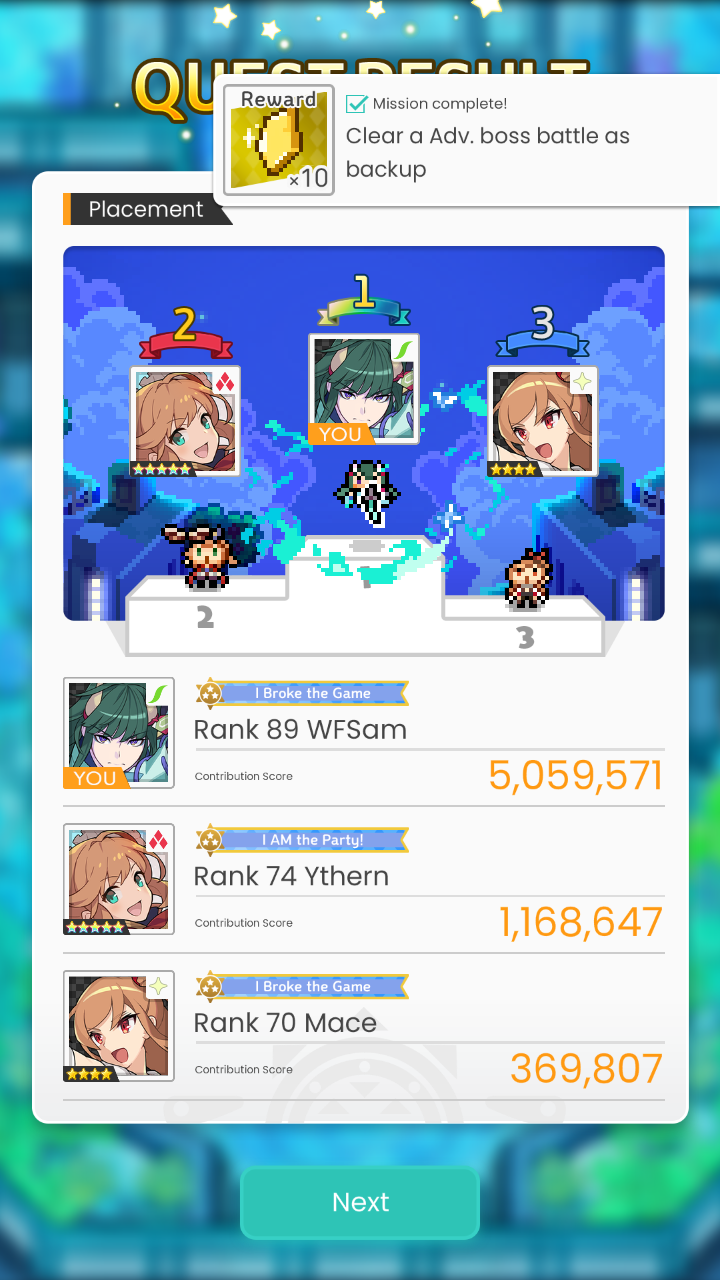 QUEST RESULT
Reward
×10
Mission complete!
Clear a Adv. boss battle as
backup
Placement
1
2
3
YOU
2
3
I Broke the Game
Rank 89 WFSam
YOU
Contribution Score
5,059,571
I AM the Party!
Rank 74 Ythern
Contribution Score
1,168,647
I Broke the Game
Rank 70 Mace
Contribution Score
369,807
Next